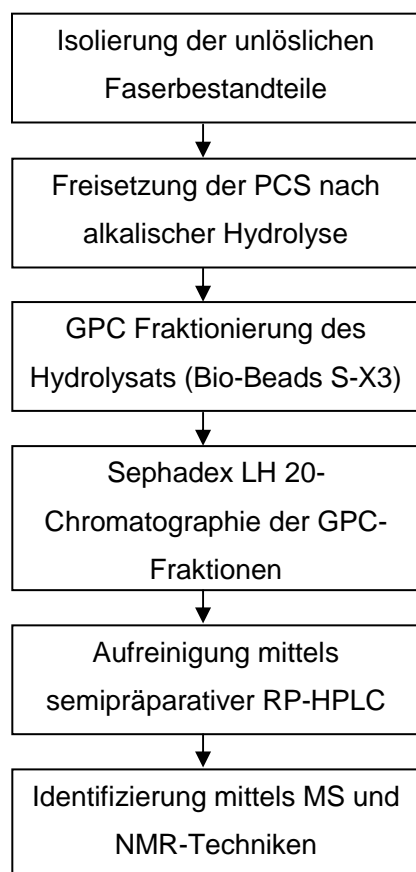 Isolierung der unlöslichen
Faserbestandteile
Freisetzung der PCS nach
alkalischer Hydrolyse
GPC Fraktionierung des
Hydrolysats (Bio-Beads S-X3)
Sephadex LH 20-
Chromatographie der GPC-
Fraktionen
Aufreinigung mittels
semipräparativer RP-HPLC
Identifizierung mittels MS und
NMR-Techniken